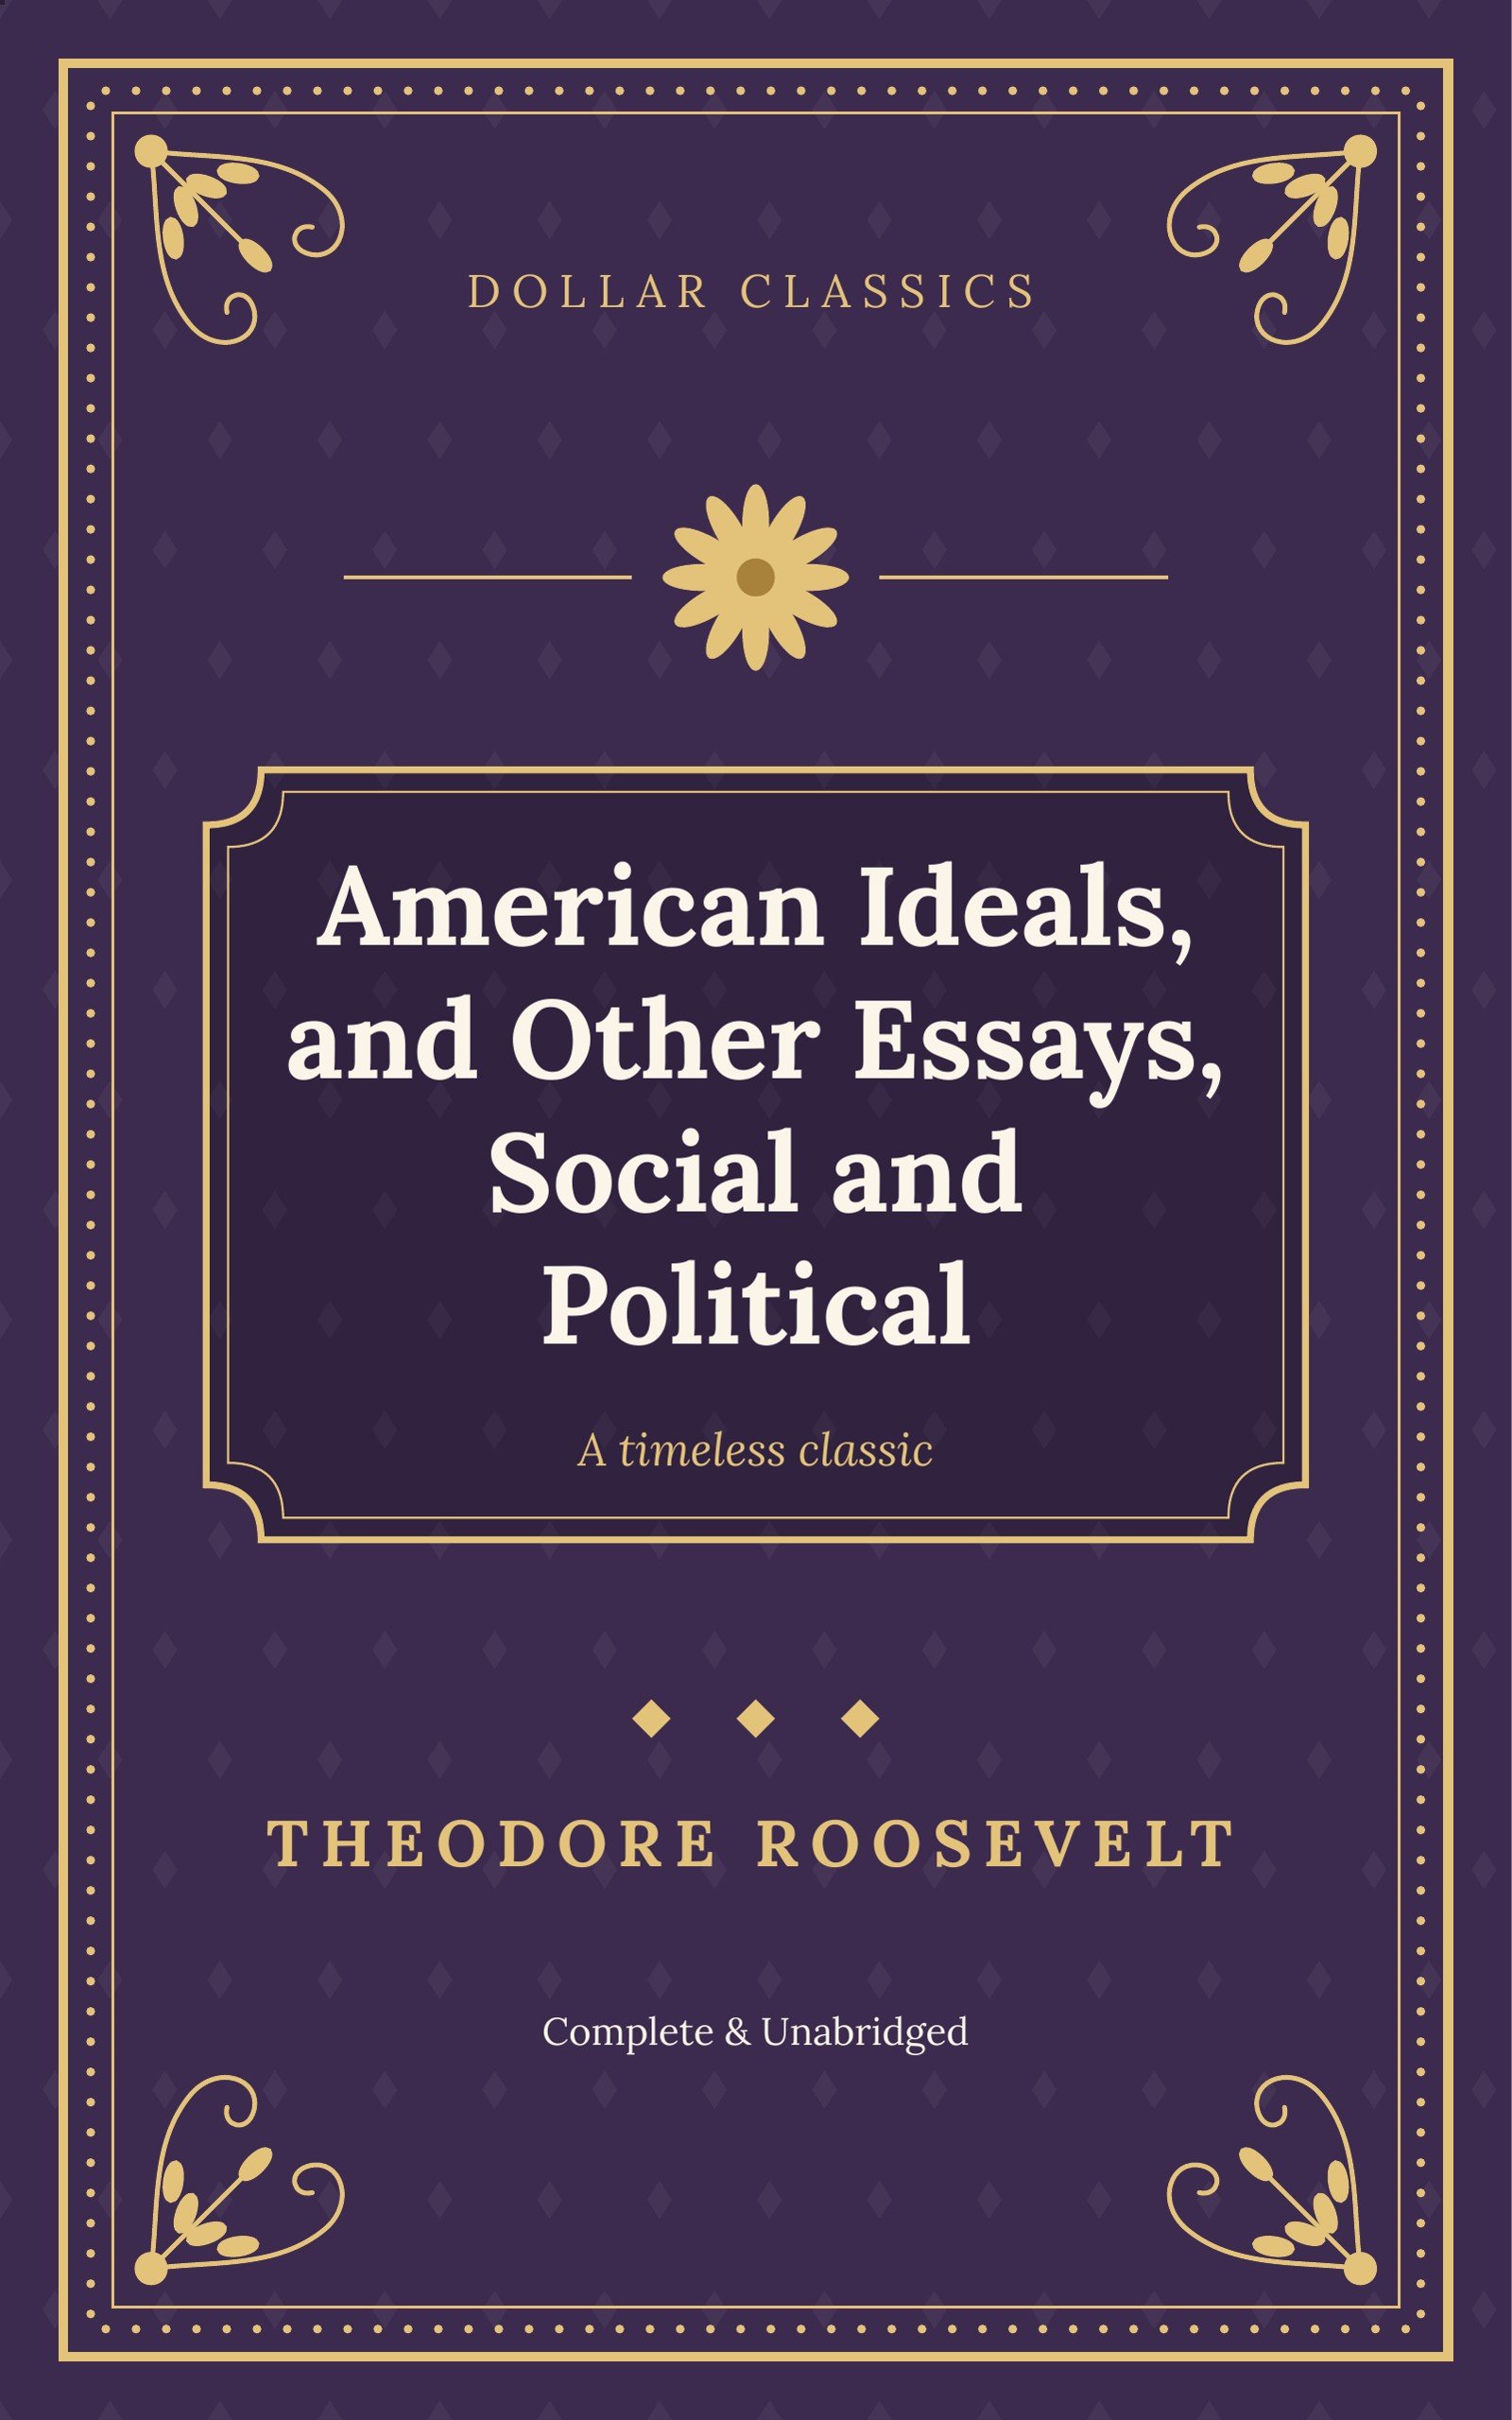 DOLLAR CLASSICS
American Ideals,
and Other Essays,
Social and
Political
A timeless classic
THEODORE ROOSEVELT
Complete & Unabridged